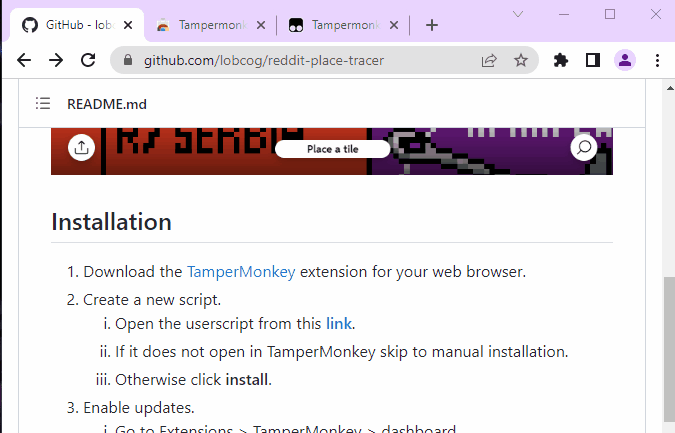 GitHub - lob
Tampermonk
Tampermonk
github.com/lobcog/reddit-place-tracer
README.md
R/ SERBIA
Place a tile
Installation
1. Download the TamperMonkey extension for your web browser.
2. Create a new script.
i. Open the userscript from this link.
ii. If it does not open in TamperMonkey skip to manual installation.
iii. Otherwise click install.
3. Enable updates.
i. Go to Extensions > TamperMonkey > dashboard